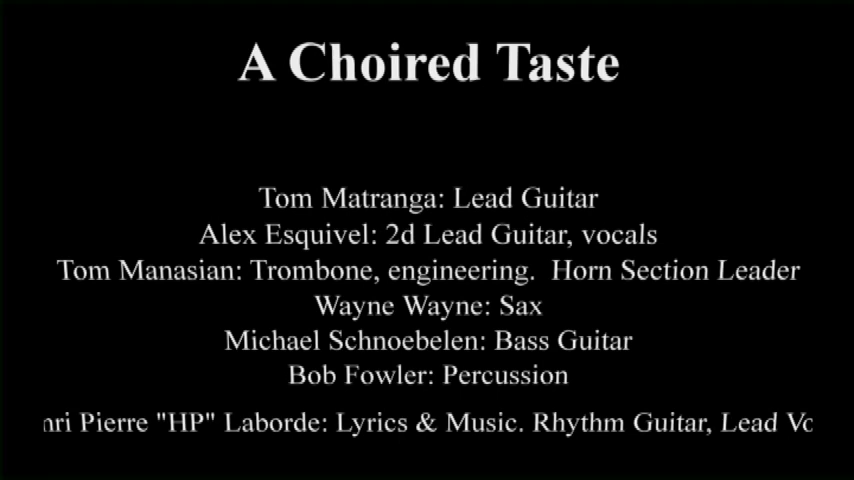 A Choired Taste
Tom Matranga: Lead Guitar
Alex Esquivel: 2d Lead Guitar, vocals
Tom Manasian: Trombone, engineering.  Horn Section Leader
Wayne Wayne: Sax
Michael Schnoebelen: Bass Guitar
Bob Fowler: Percussion
Pierre "HP" Laborde: Lyrics & Music. Rhythm Guitar, Lead